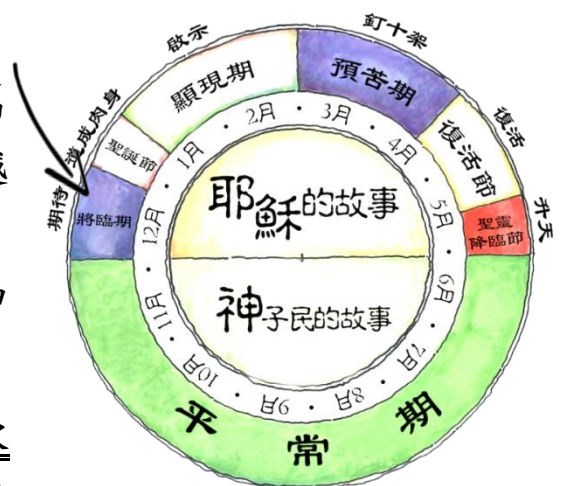 啟示
釘十架
復活
升天
道成肉身
期待
顯現期
預苦期
復活節
聖靈
降臨節
聖誕節
將臨期
平常期
1月
2月
3月
4月
5月
6月
7月
8月
9月
10月
11月
12月
耶穌的故事
神子民的故事